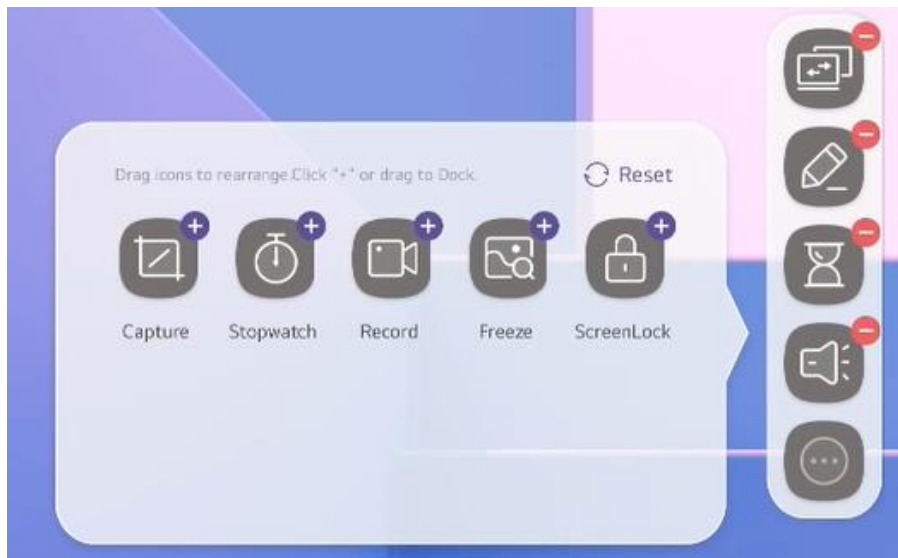 Drag icons to rearrange.Click "+" or drag to Dock.
Reset
Capture
Stopwatch
Record
Freeze
ScreenLock